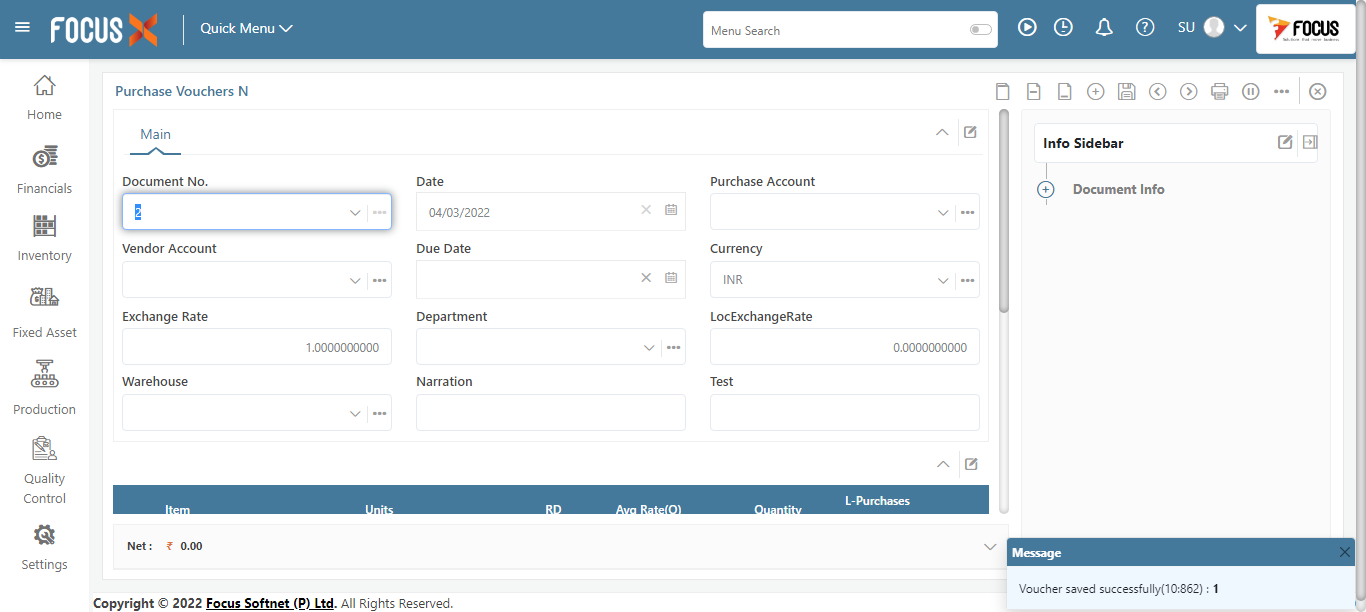 FOCUS X
Quick Menu
Menu Search
SU
FOCUS
Home
Financials
Inventory
Fixed Asset
Production
Quality
Control
Settings
Purchase Vouchers N
Main
Document No.
2
Date
04/03/2022
Purchase Account
Vendor Account
Due Date
Currency
INR
Exchange Rate
1.0000000000
Department
LocExchangeRate
0.0000000000
Warehouse
Narration
Test
Item Units RD Avg Rate(Q) Quantity L-Purchases
Net : ₹ 0.00
Info Sidebar
Document Info
Message
Voucher saved successfully(10:862) : 1
Copyright © 2022 Focus Softnet (P) Ltd. All Rights Reserved.